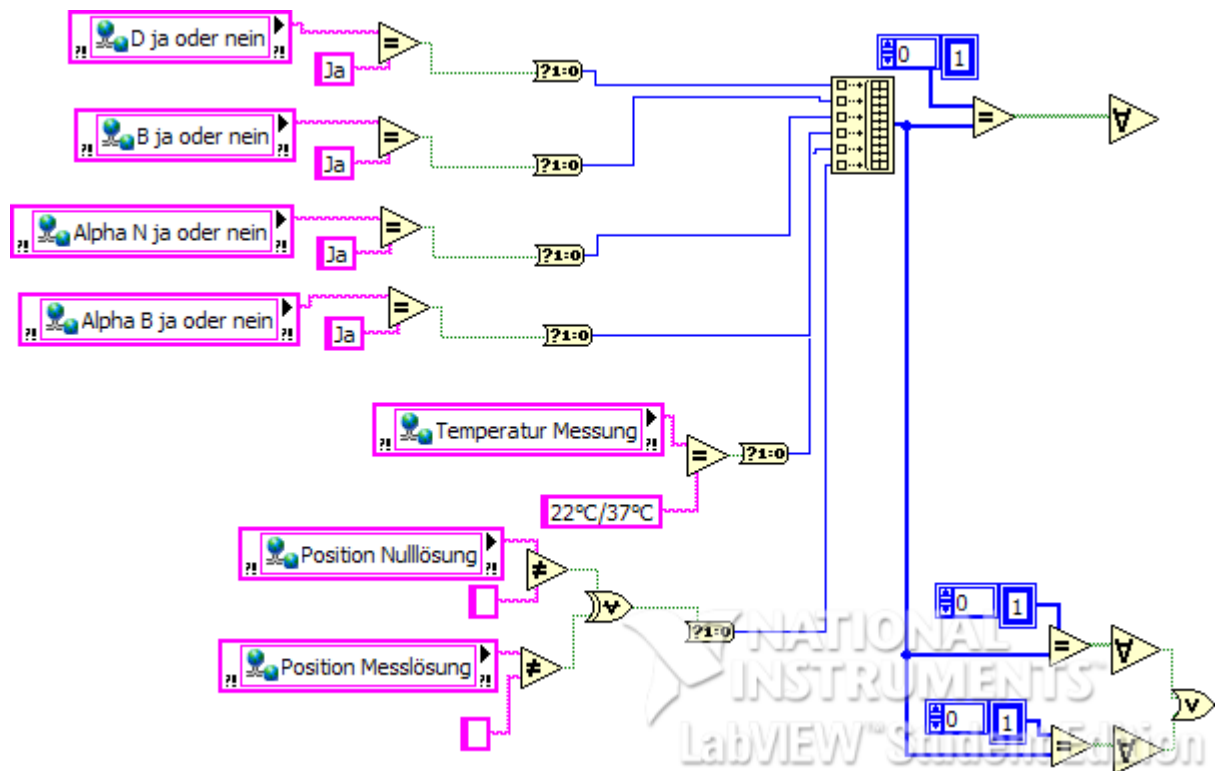 D ja oder nein
?!
?!
Ja
?1:0
0
1
B ja oder nein
?!
?!
Ja
?1:0
Alpha N ja oder nein
?!
?!
Ja
?1:0
Alpha B ja oder nein
?!
?!
Ja
?1:0
Temperatur Messung
?!
?!
?1:0
22°C/37°C
Position Nulllösung
?!
?!
?1:0
Position Messlösung
?!
?!
0
1
0
1
NATIONAL
INSTRUMENTS™
LabVIEW™ Student Edition